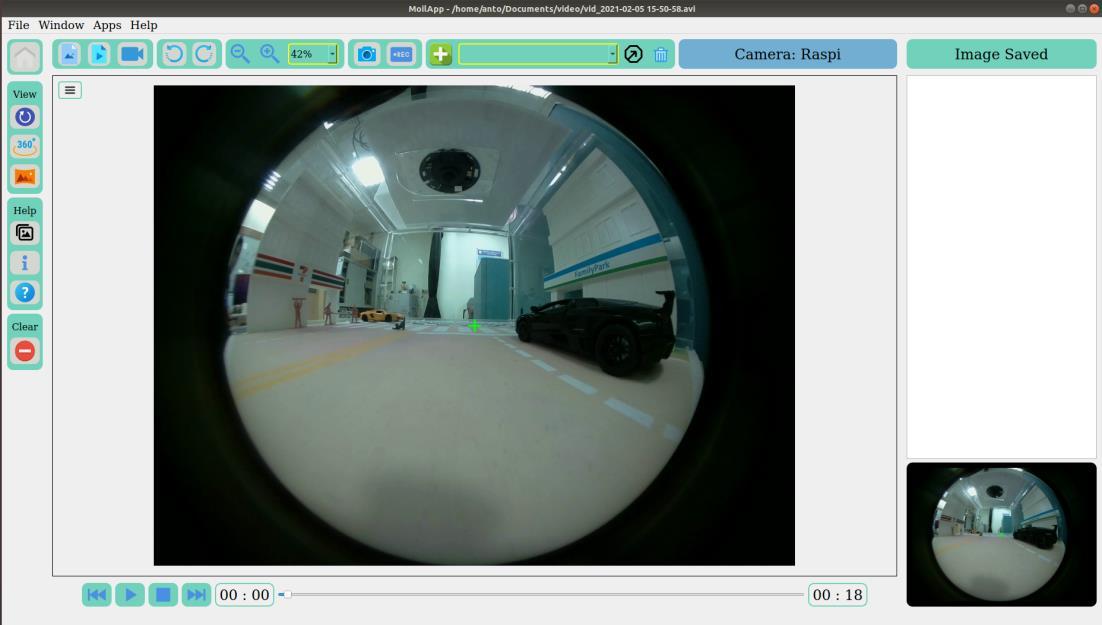 MoilApp - /home/anto/Documents/video/vid_2021-02-05 15-50-58.avi
File Window Apps Help
42%
●REC
Camera: Raspi
Image Saved
View
360°
Help
i
?
Clear
7
FamilyPark
00 : 00
00 : 18